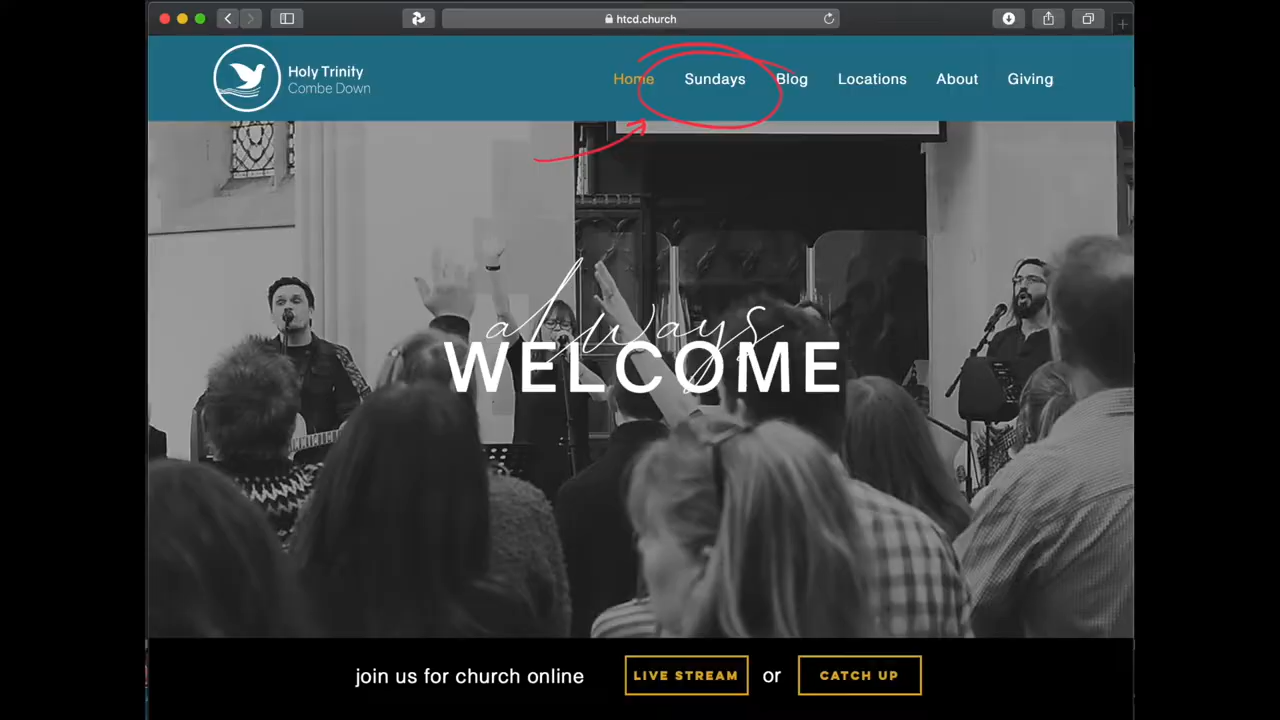 htcd.church
Holy Trinity
Combe Down
Home Sundays Blog Locations About Giving
always
WELCOME
join us for church online LIVE STREAM or CATCH UP